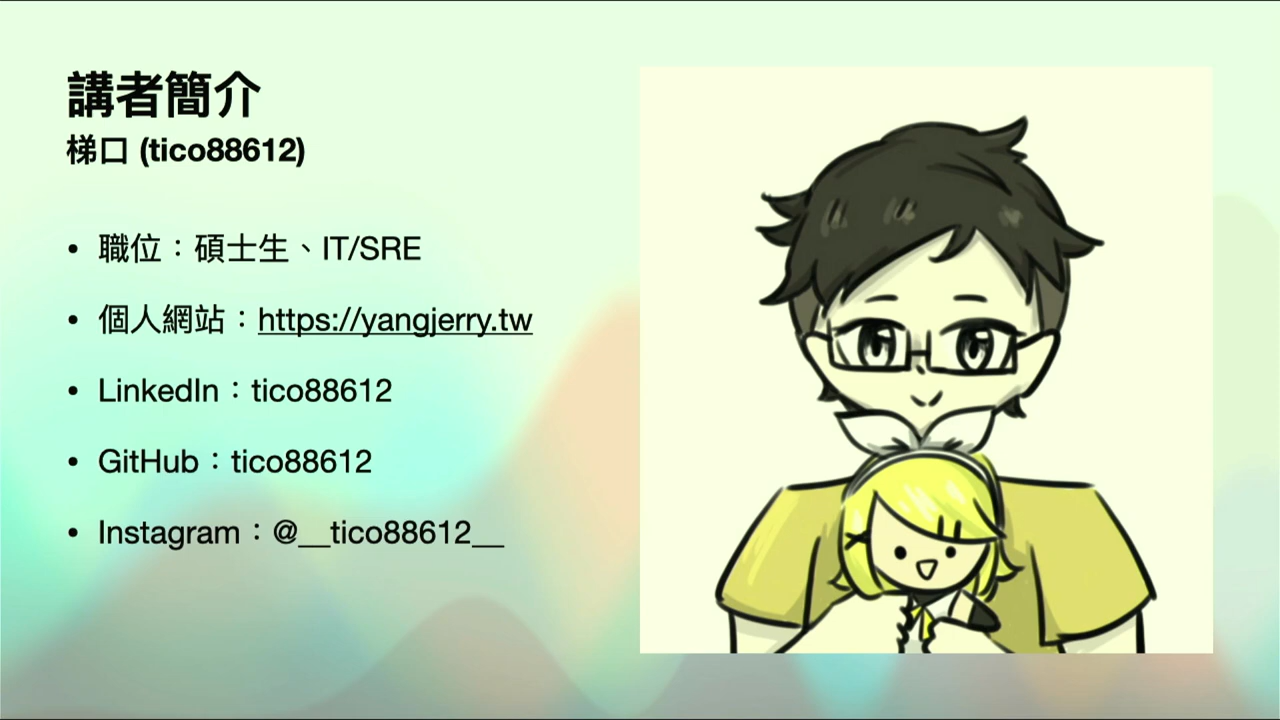 講者簡介
梯口 (tico88612)
• 職位：碩士生、IT/SRE
• 個人網站：https://yangjerry.tw
• LinkedIn：tico88612
• GitHub：tico88612
• Instagram：@__tico88612__